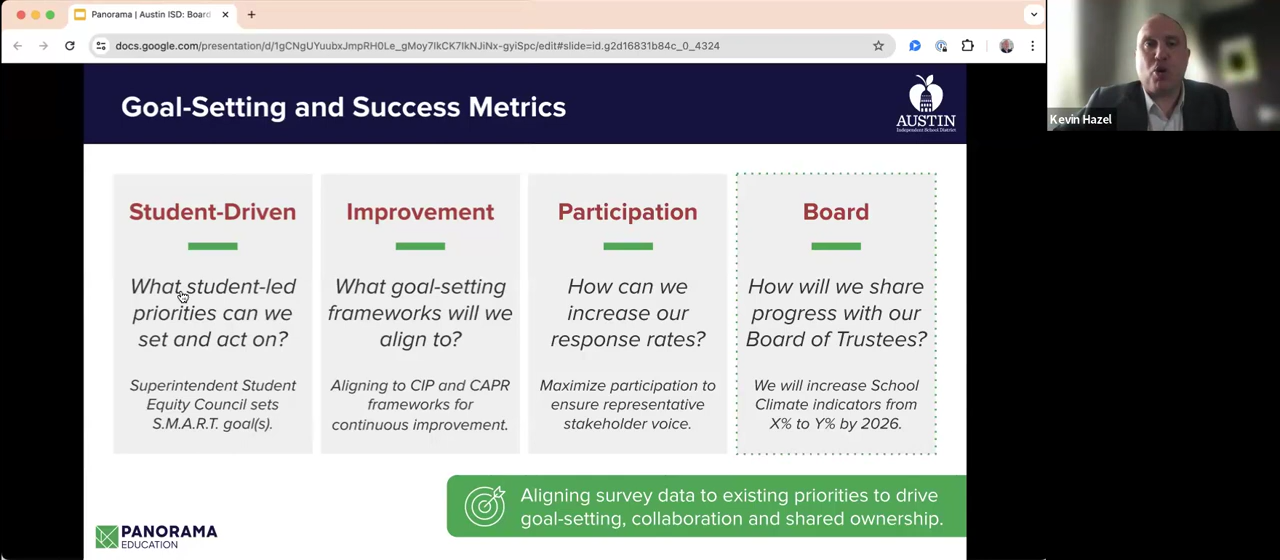 Panorama | Austin ISD: Board
docs.google.com/presentation/d/1gCNgUYuubxJmpRH0Le_gMoy7lkCK7lkNJiNx-gyiSpc/edit#slide=id.g2d16831b84c_0_4324
Kevin Hazel
Goal-Setting and Success Metrics
AUSTIN
Independent School District
Student-Driven
What student-led
priorities can we
set and act on?
Superintendent Student
Equity Council sets
S.M.A.R.T. goal(s).
Improvement
What goal-setting
frameworks will we
align to?
Aligning to CIP and CAPR
frameworks for
continuous improvement.
Participation
How can we
increase our
response rates?
Maximize participation to
ensure representative
stakeholder voice.
Board
How will we share
progress with our
Board of Trustees?
We will increase School
Climate indicators from
X% to Y% by 2026.
Aligning survey data to existing priorities to drive
goal-setting, collaboration and shared ownership.
PANORAMA
EDUCATION